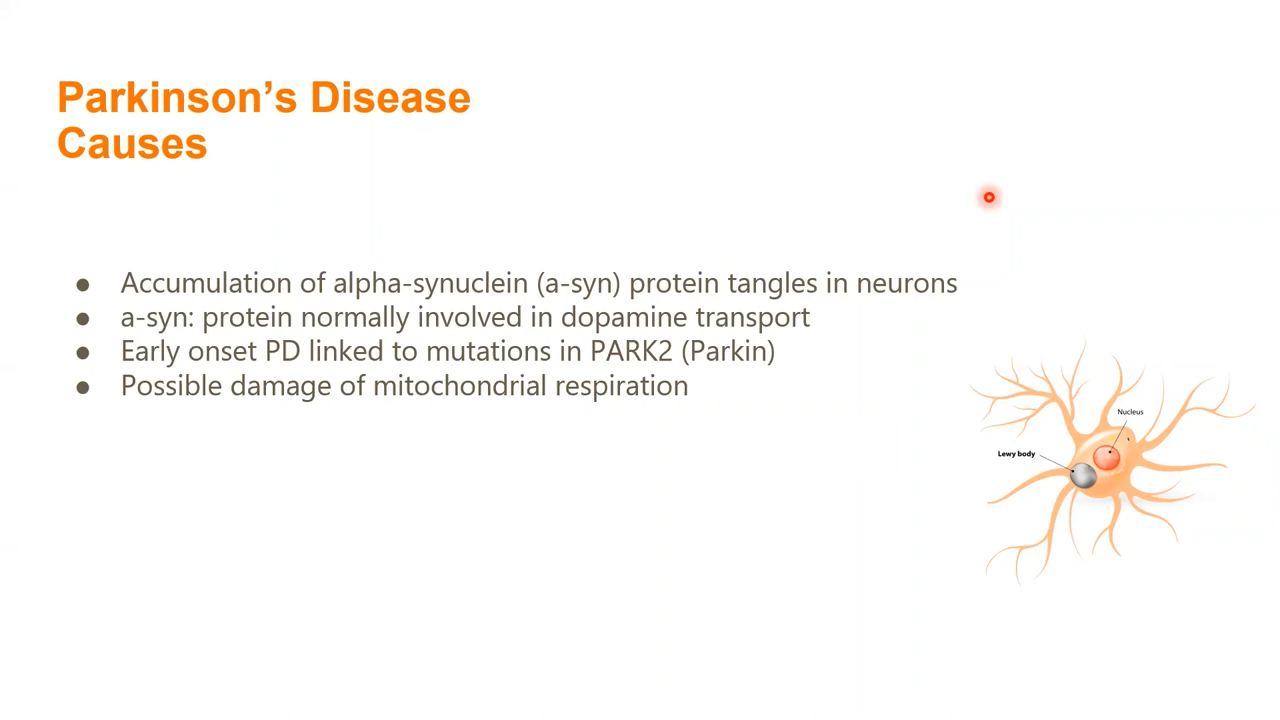 Parkinson’s Disease
Causes
● Accumulation of alpha-synuclein (a-syn) protein tangles in neurons
● a-syn: protein normally involved in dopamine transport
● Early onset PD linked to mutations in PARK2 (Parkin)
● Possible damage of mitochondrial respiration
Nucleus
Lewy body